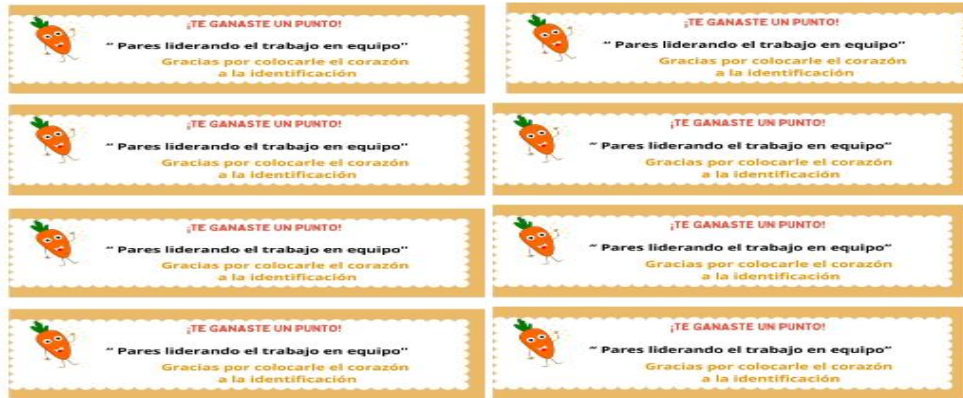 ¡TE GANASTE UN PUNTO!
“ Pares liderando el trabajo en equipo”
Gracias por colocarle el corazón
a la identificación
¡TE GANASTE UN PUNTO!
“ Pares liderando el trabajo en equipo”
Gracias por colocarle el corazón
a la identificación
¡TE GANASTE UN PUNTO!
“ Pares liderando el trabajo en equipo”
Gracias por colocarle el corazón
a la identificación
¡TE GANASTE UN PUNTO!
“ Pares liderando el trabajo en equipo”
Gracias por colocarle el corazón
a la identificación
¡TE GANASTE UN PUNTO!
“ Pares liderando el trabajo en equipo”
Gracias por colocarle el corazón
a la identificación
¡TE GANASTE UN PUNTO!
“ Pares liderando el trabajo en equipo”
Gracias por colocarle el corazón
a la identificación
¡TE GANASTE UN PUNTO!
“ Pares liderando el trabajo en equipo”
Gracias por colocarle el corazón
a la identificación
¡TE GANASTE UN PUNTO!
“ Pares liderando el trabajo en equipo”
Gracias por colocarle el corazón
a la identificación